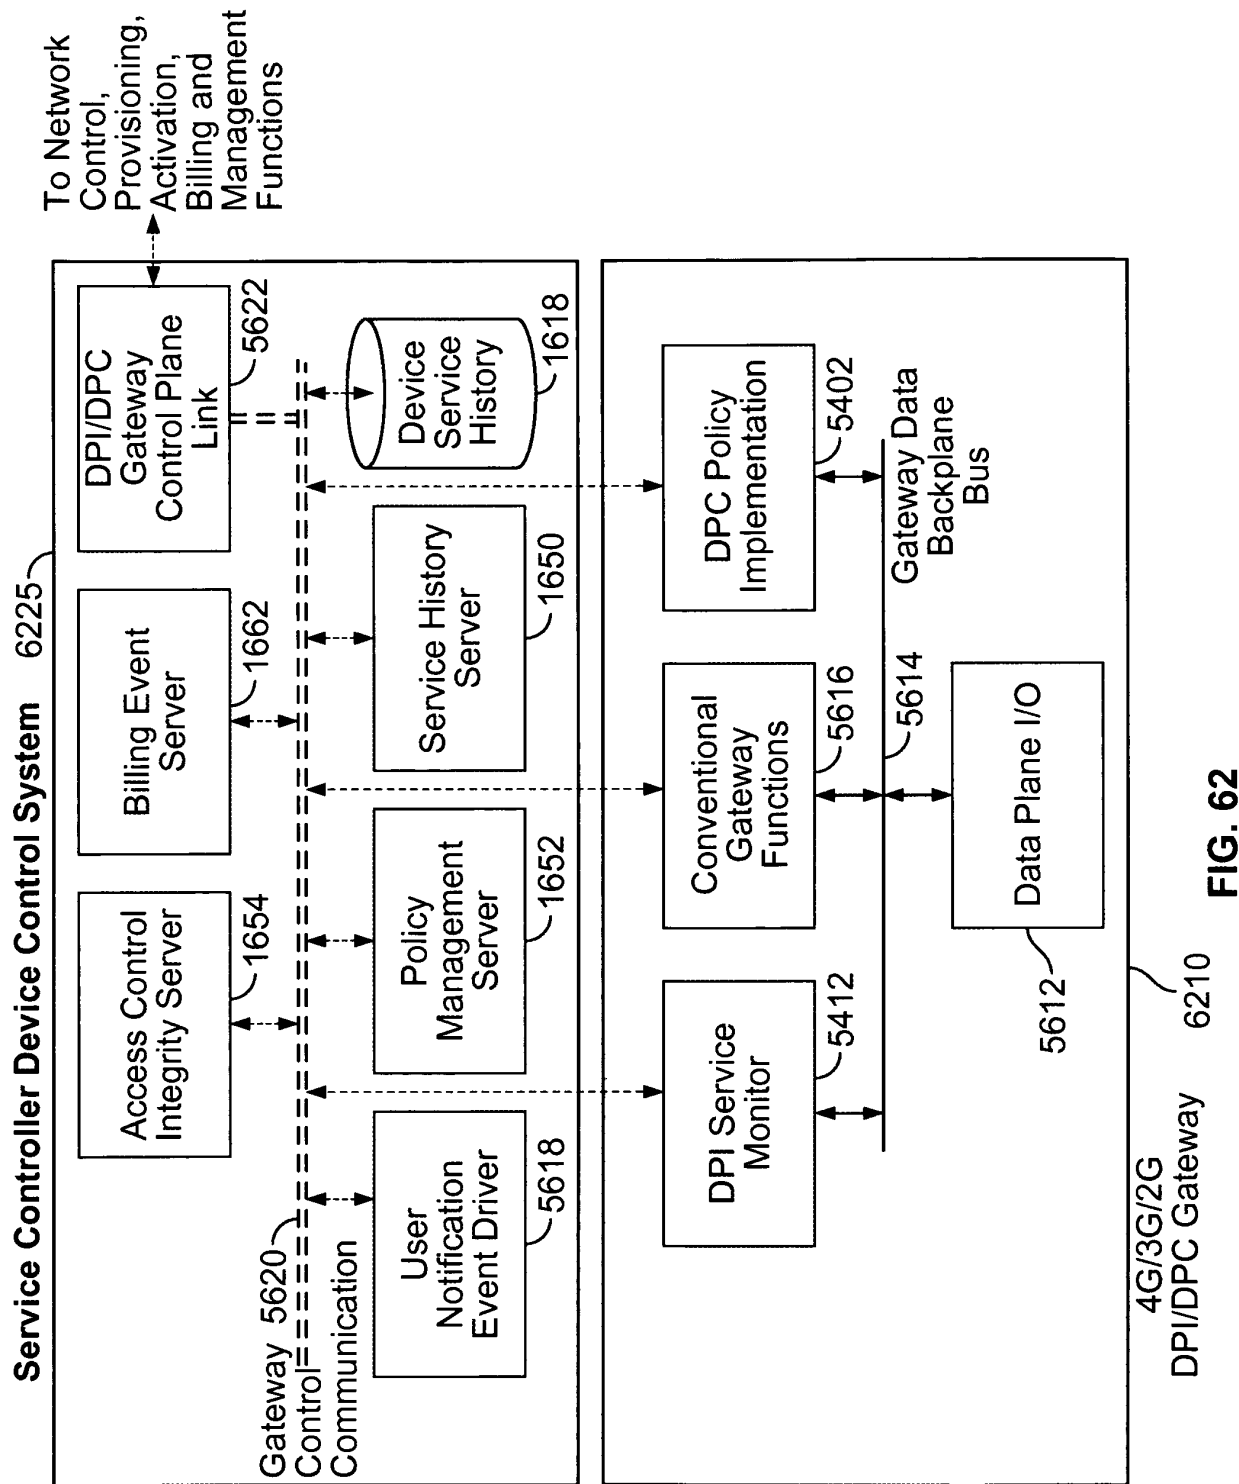 Service Controller Device Control System
6225
To Network
Control,
Provisioning,
Activation,
Billing and
Management
Functions
Access Control
Integrity Server
1654
Billing Event
Server
1662
DPI/DPC
Gateway
Control Plane
Link
5622
Gateway 5620
Control
Communication
User
Notification
Event Driver
5618
Policy
Management
Server
1652
Service History
Server
1650
Device
Service
History
1618
DPI Service
Monitor
5412
Conventional
Gateway
Functions
5616
DPC Policy
Implementation
5402
5614
Gateway Data
Backplane
Bus
Data Plane I/O
5612
4G/3G/2G
DPI/DPC Gateway
6210
FIG. 62